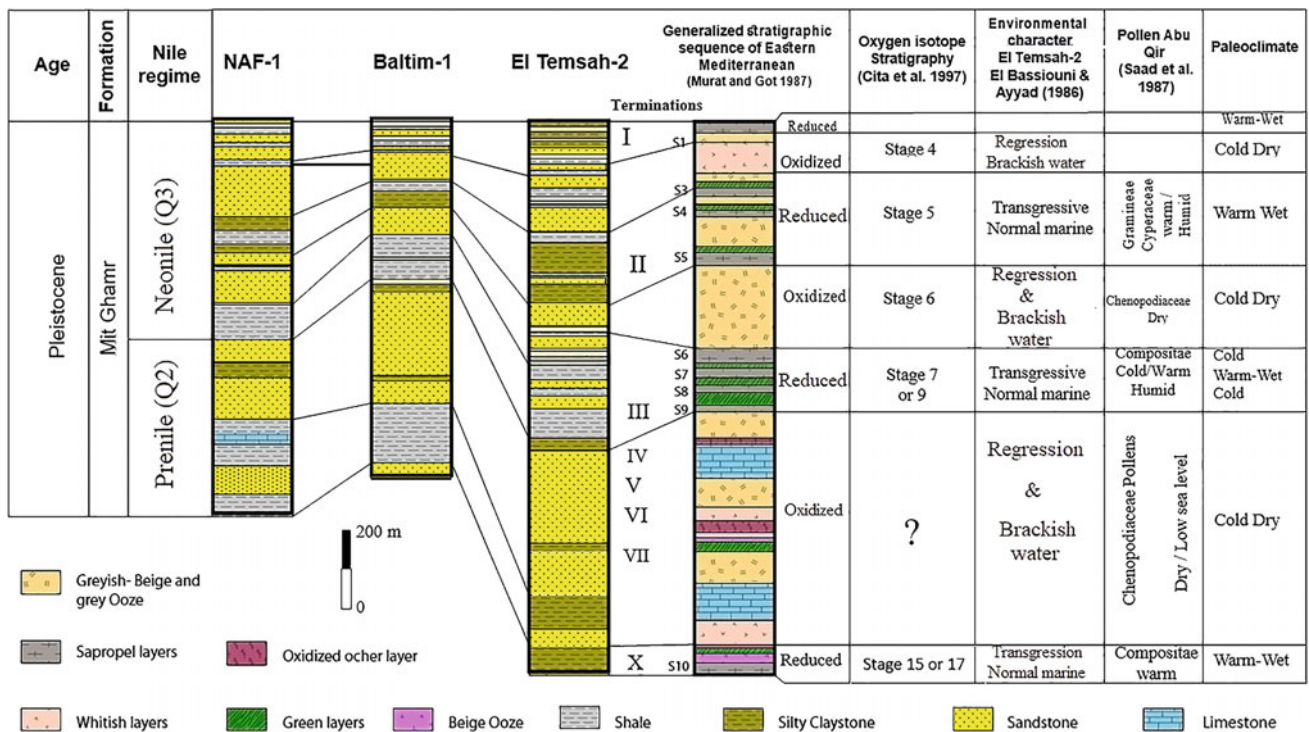 Age
Formation
Nile
regime
NAF-1
Baltim-1
El Temsah-2
Generalized stratigraphic
sequence of Eastern
Mediterranean
(Murat and Got 1987)
Oxygen isotope
Stratigraphy
(Cita et al. 1997)
Environmental
character
El Temsah-2
El Bassiouni &
Ayyad (1986)
Pollen Abu
Qir
(Saad et al.
1987)
Paleoclimate
Terminations
Pleistocene
Mit Ghamr
Neonile (Q3)
Prenile (Q2)
I
II
III
IV
V
VI
VII
X
S1
S3
S4
S5
S6
S7
S8
S9
S10
Reduced
Warm-Wet
Oxidized
Stage 4
Regression
Brackish water
Cold Dry
Reduced
Stage 5
Transgressive
Normal marine
Gramineae
Cyperaceae
warm /
Humid
Warm Wet
Oxidized
Stage 6
Regression
&
Brackish
water
Chenopodiaceae
Dry
Cold Dry
Reduced
Stage 7
or 9
Transgressive
Normal marine
Compositae
Cold/Warm
Humid
Cold
Warm-Wet
Cold
Oxidized
?
Regression
&
Brackish
water
Chenopodiaceae Pollens
Dry / Low sea level
Cold Dry
Reduced
Stage 15 or 17
Transgression
Normal marine
Compositae
warm
Warm-Wet
200 m
0
Greyish- Beige and
grey Ooze
Sapropel layers
Oxidized ocher layer
Whitish layers
Green layers
Beige Ooze
Shale
Silty Claystone
Sandstone
Limestone